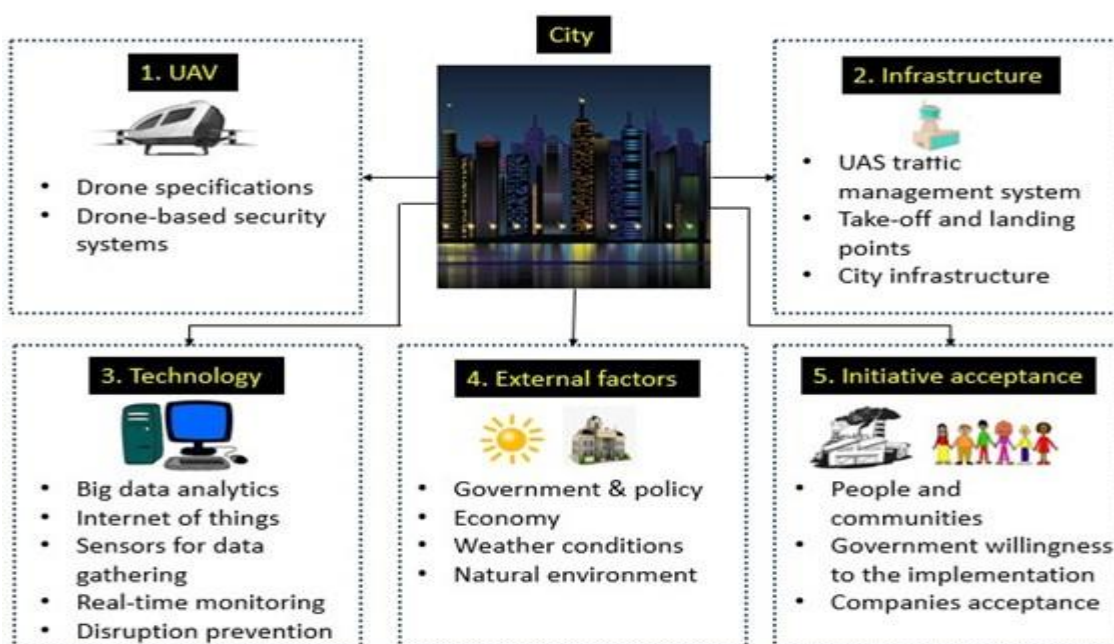 City
1. UAV
• Drone specifications
• Drone-based security
systems
2. Infrastructure
• UAS traffic
management system
• Take-off and landing
points
• City infrastructure
3. Technology
• Big data analytics
• Internet of things
• Sensors for data
gathering
• Real-time monitoring
• Disruption prevention
4. External factors
• Government & policy
• Economy
• Weather conditions
• Natural environment
5. Initiative acceptance
• People and
communities
• Government willingness
to the implementation
• Companies acceptance